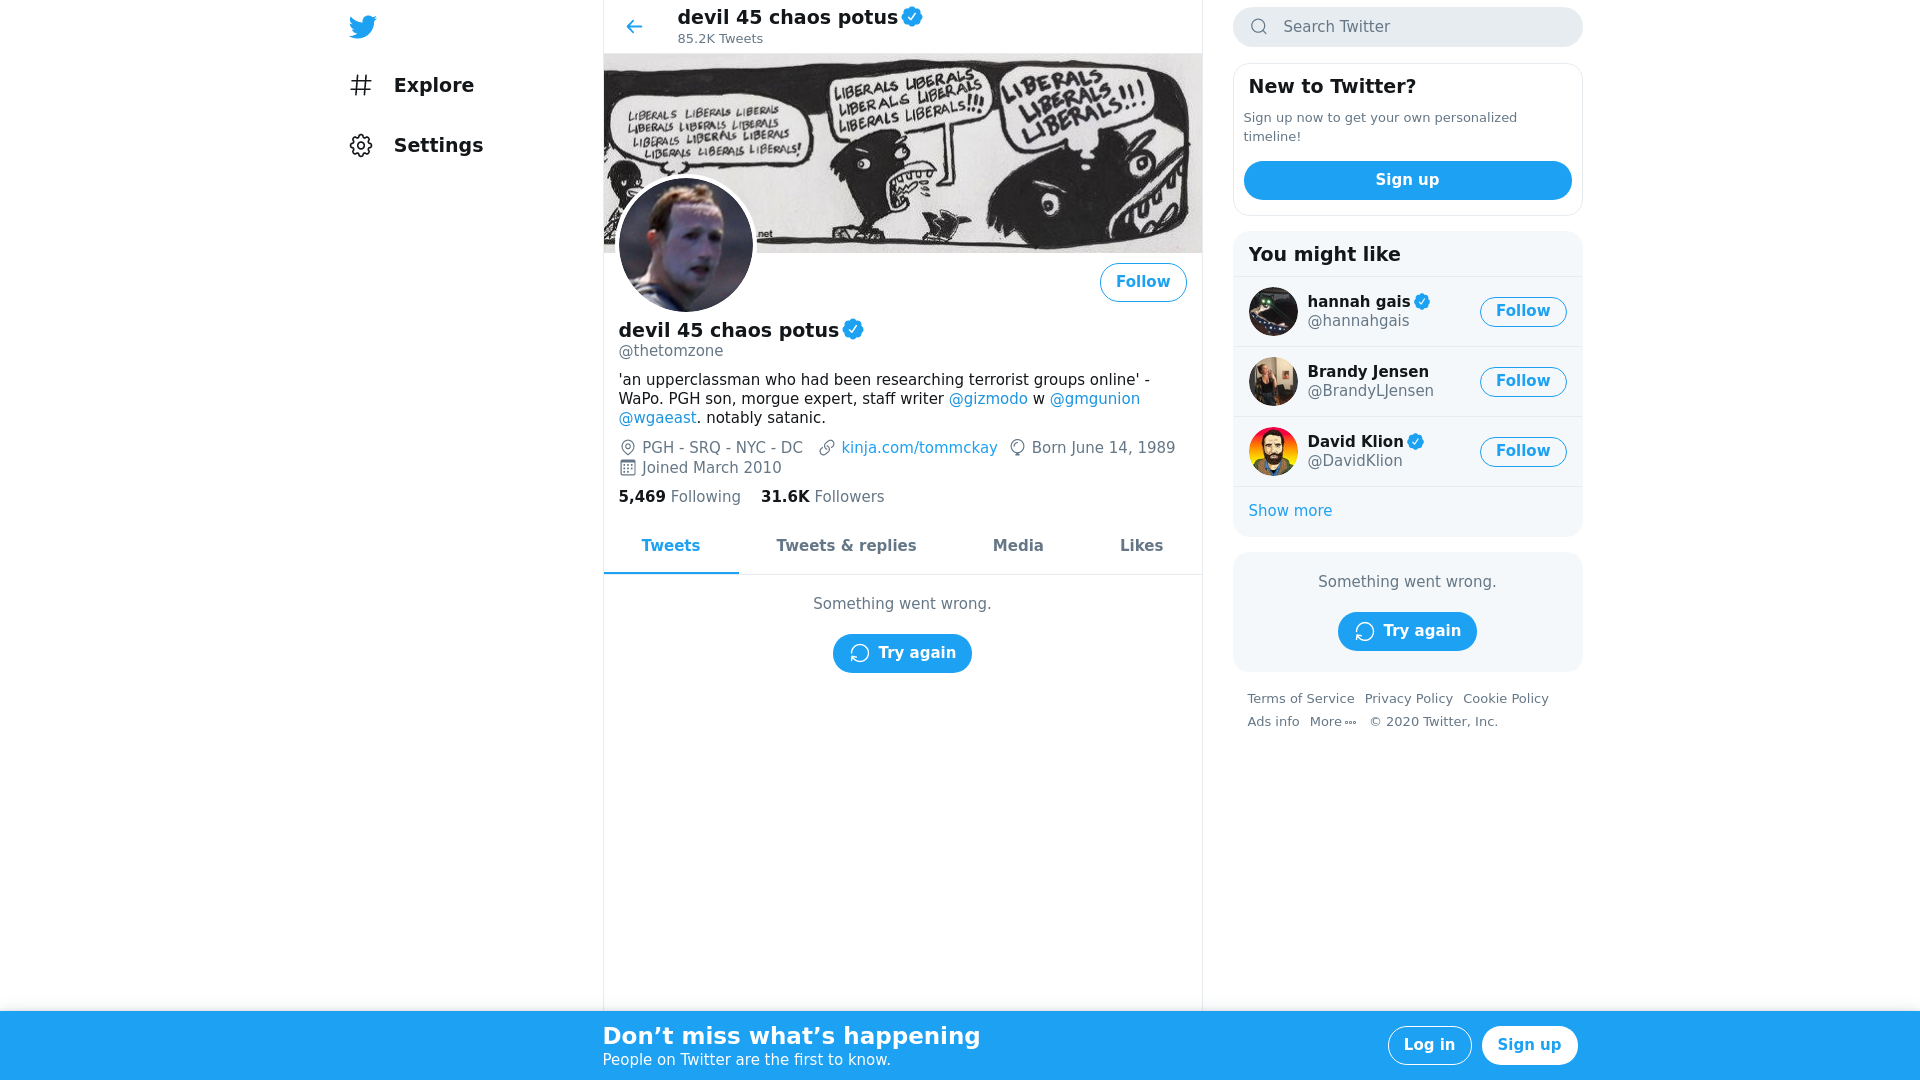 devil 45 chaos potus
85.2K Tweets
Explore
Settings
LIBERALS LIBERALS LIBERALS
LIBERALS LIBERALS LIBERALS
LIBERALS LIBERALS LIBERALS
LIBERALS LIBERALS LIBERALS!
LIBERALS LIBERALS
LIBERALS LIBERALS
LIBERALS LIBERALS!!!
LIBERALS
LIBERALS
LIBERALS!!!
.net
Follow
devil 45 chaos potus
@thetomzone
'an upperclassman who had been researching terrorist groups online' -
WaPo. PGH son, morgue expert, staff writer @gizmodo w @gmgunion
@wgaeast. notably satanic.
PGH - SRQ - NYC - DC kinja.com/tommckay Born June 14, 1989
Joined March 2010
5,469 Following 31.6K Followers
Tweets Tweets & replies Media Likes
Something went wrong.
Try again
Search Twitter
New to Twitter?
Sign up now to get your own personalized
timeline!
Sign up
You might like
hannah gais
@hannahgais
Follow
Brandy Jensen
@BrandyLJensen
Follow
David Klion
@DavidKlion
Follow
Show more
Something went wrong.
Try again
Terms of Service Privacy Policy Cookie Policy
Ads info More © 2020 Twitter, Inc.
Don’t miss what’s happening
People on Twitter are the first to know.
Log in
Sign up